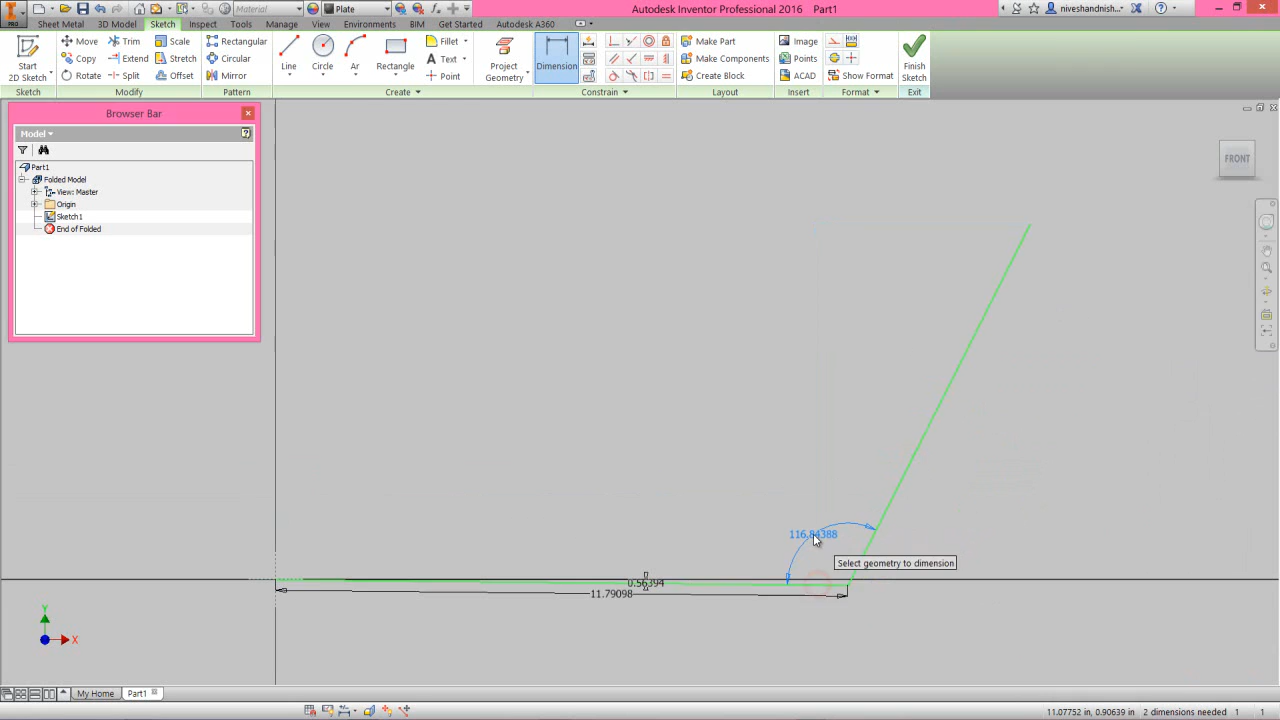 Material Plate Autodesk Inventor Professional 2016 Part1 niveshandnish...
PRO Sheet Metal 3D Model Sketch Inspect Tools Manage View Environments BIM Get Started Autodesk A360
Move Trim Scale Rectangular Fillet Make Part Image
Copy Extend Stretch Circular Text Make Components Points
Rotate Split Offset Mirror Point Create Block ACAD Show Format
Start
2D Sketch
Line Circle Arc Rectangle
Project
Geometry
Dimension
Finish
Sketch
Sketch Modify Pattern Create Constrain Layout Insert Format Exit
Browser Bar
Model
Part1
Folded Model
View: Master
Origin
Sketch1
End of Folded
FRONT
116.84388
Select geometry to dimension
0.56394
11.79098
Y
X
My Home Part1
11.07752 in, 0.90639 in 2 dimensions needed 1 1